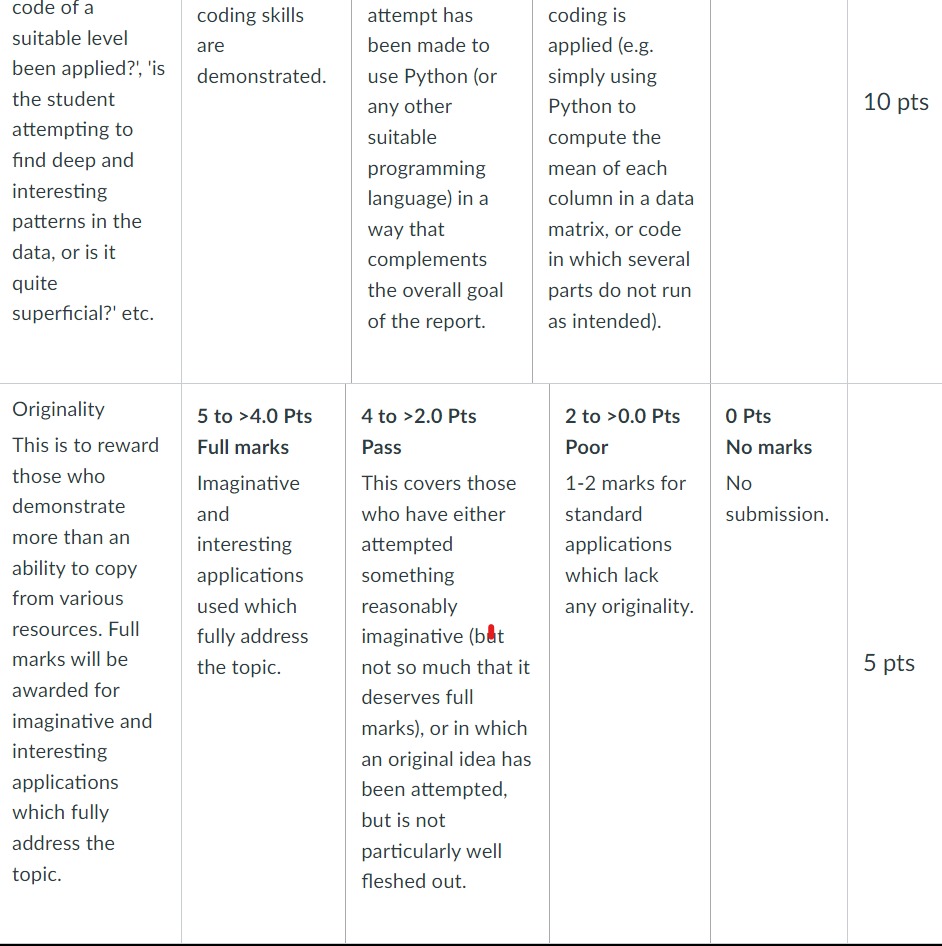 code of a
suitable level
been applied?', 'is
the student
attempting to
find deep and
interesting
patterns in the
data, or is it
quite
superficial?' etc.
coding skills
are
demonstrated.
attempt has
been made to
use Python (or
any other
suitable
programming
language) in a
way that
complements
the overall goal
of the report.
coding is
applied (e.g.
simply using
Python to
compute the
mean of each
column in a data
matrix, or code
in which several
parts do not run
as intended).
10 pts
Originality
This is to reward
those who
demonstrate
more than an
ability to copy
from various
resources. Full
marks will be
awarded for
imaginative and
interesting
applications
which fully
address the
topic.
5 to >4.0 Pts
Full marks
Imaginative
and
interesting
applications
used which
fully address
the topic.
4 to >2.0 Pts
Pass
This covers those
who have either
attempted
something
reasonably
imaginative (but
not so much that it
deserves full
marks), or in which
an original idea has
been attempted,
but is not
particularly well
fleshed out.
2 to >0.0 Pts
Poor
1-2 marks for
standard
applications
which lack
any originality.
0 Pts
No marks
No
submission.
5 pts